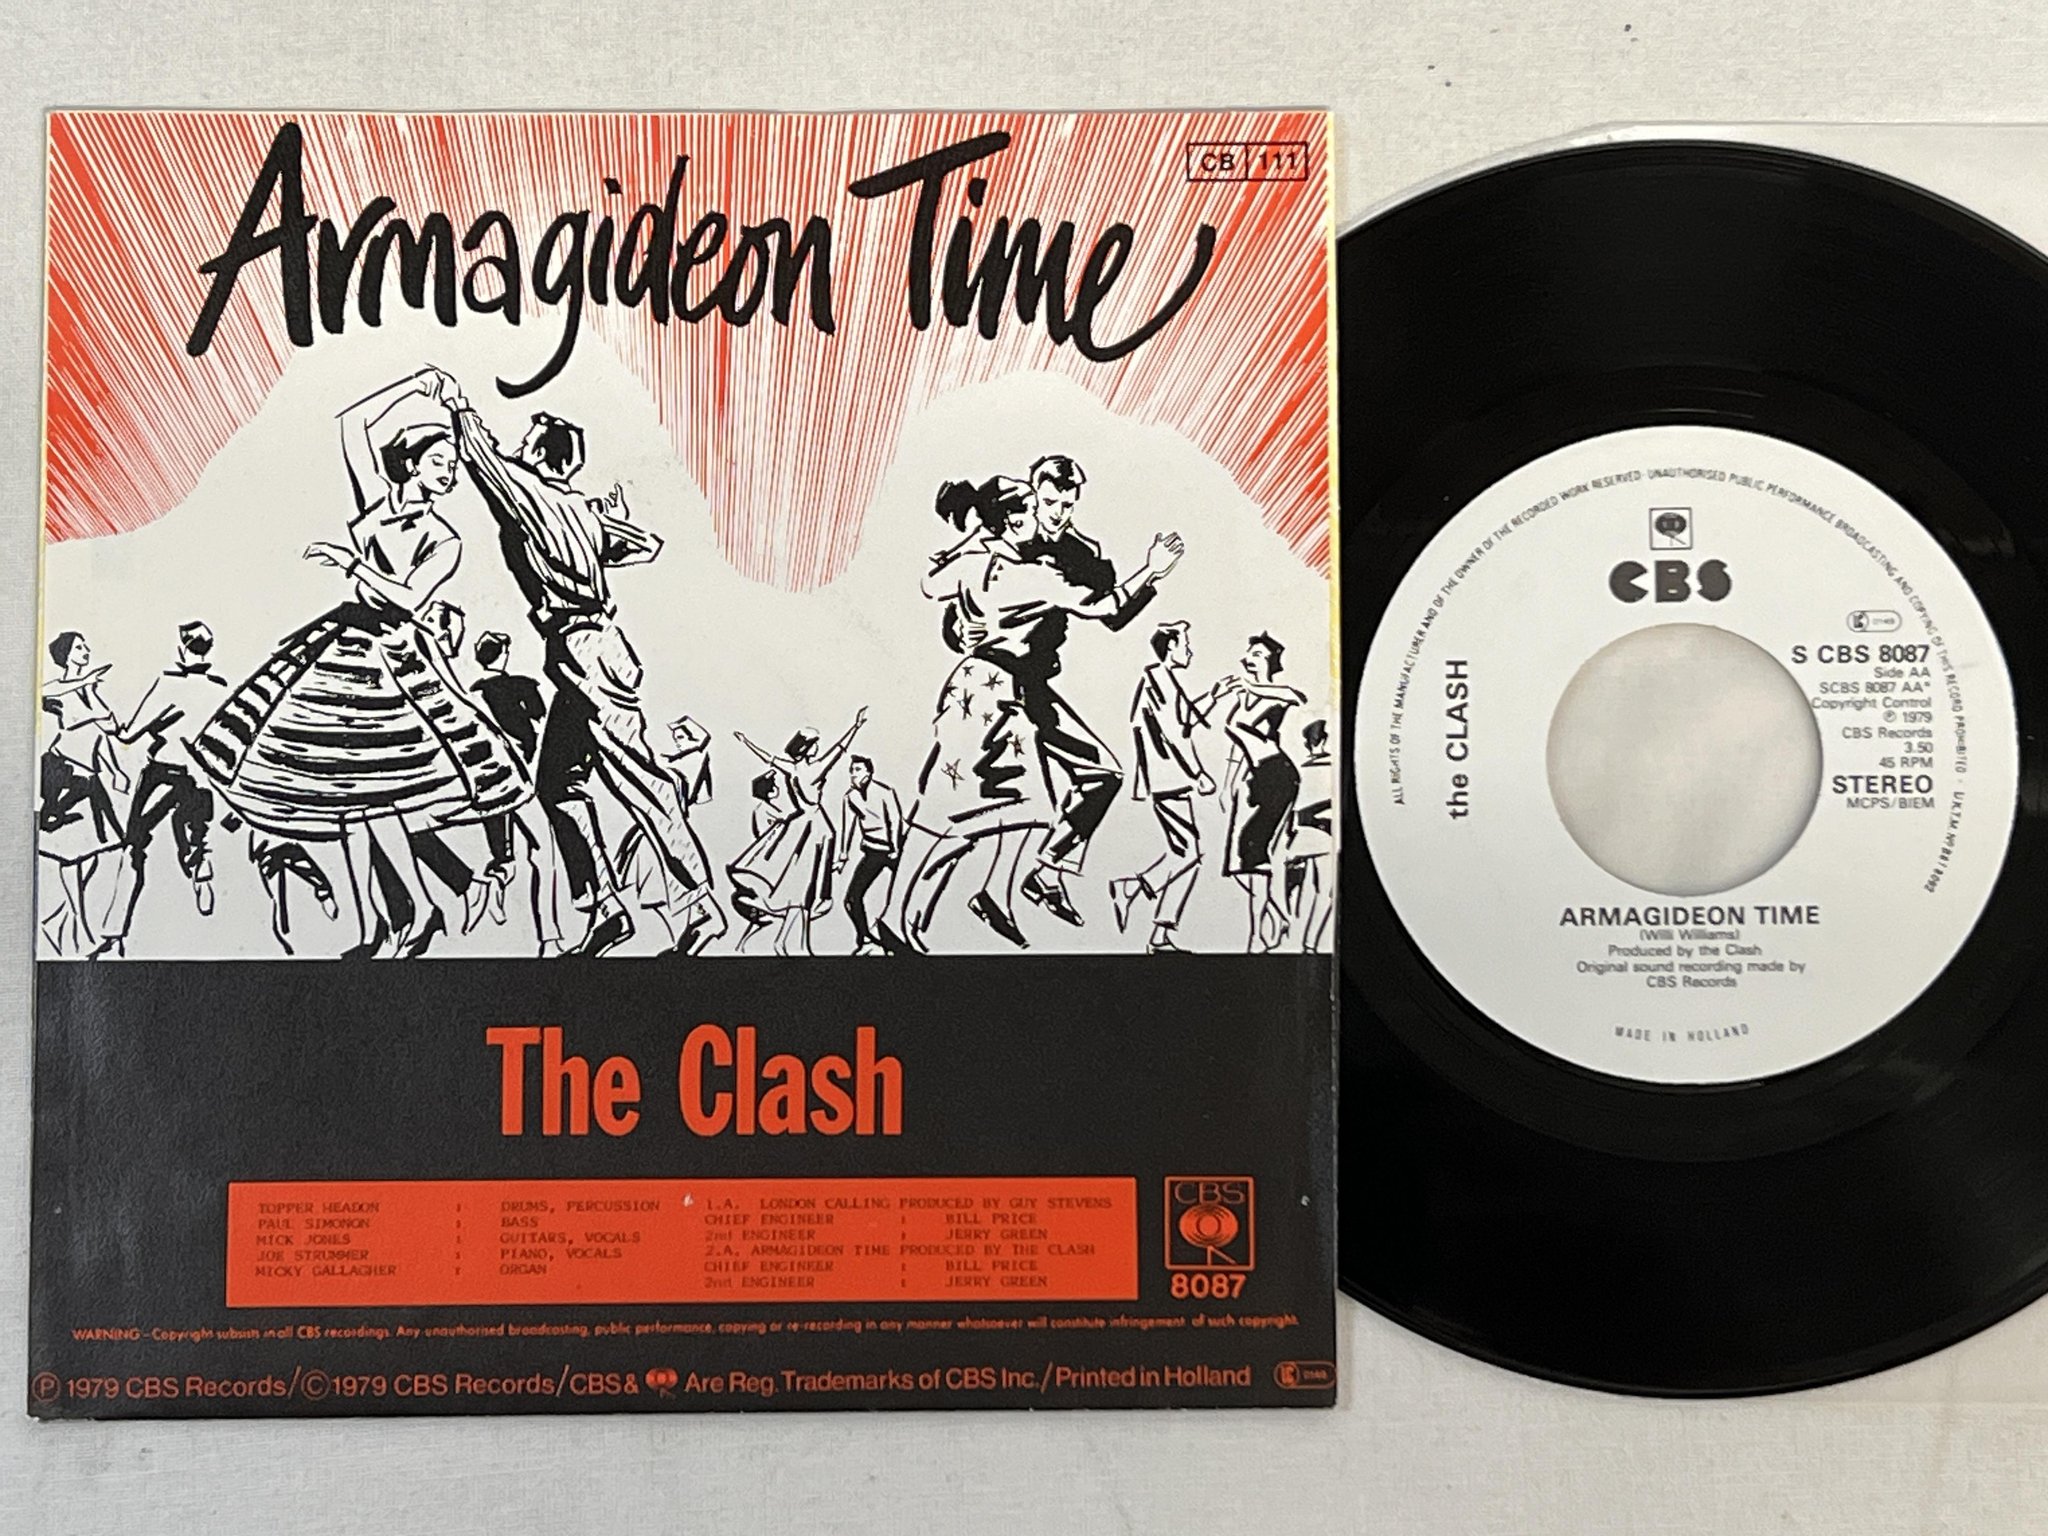 Armagideon Time
CB 111
The Clash
TOPPER HEADON : DRUMS, PERCUSSION
PAUL SIMONON : BASS
MICK JONES : GUITARS, VOCALS
JOE STRUMMER : PIANO, VOCALS
MICKY GALLAGHER : ORGAN
1.A. LONDON CALLING PRODUCED BY GUY STEVENS
CHIEF ENGINEER : BILL PRICE
2nd ENGINEER : JERRY GREEN
2.A. ARMAGIDEON TIME PRODUCED BY THE CLASH
CHIEF ENGINEER : BILL PRICE
2nd ENGINEER : JERRY GREEN
CBS
8087
WARNING - Copyright subsists in all CBS recordings. Any unauthorised broadcasting, public performance, copying or re-recording in any manner whatsoever will constitute infringement of such copyright.
Ⓟ 1979 CBS Records/© 1979 CBS Records/CBS & Are Reg. Trademarks of CBS Inc./Printed in Holland
ALL RIGHTS OF THE MANUFACTURER AND OF THE OWNER OF THE RECORDED WORK RESERVED · UNAUTHORISED PUBLIC PERFORMANCE BROADCASTING AND COPYING OF THIS RECORD PROHIBITED ·
CBS
the CLASH
S CBS 8087
Side AA
SCBS 8087 AA*
Copyright Control
Ⓟ 1979
CBS Records
3.50
45 RPM
STEREO
MCPS/BIEM
ARMAGIDEON TIME
(Willi Williams)
Produced by the Clash
Original sound recording made by
CBS Records
MADE IN HOLLAND